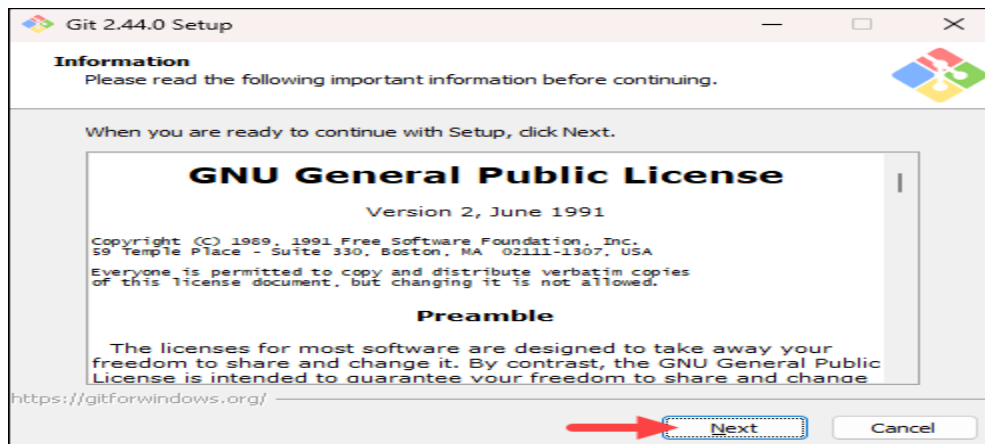 Git 2.44.0 Setup
Information
Please read the following important information before continuing.
When you are ready to continue with Setup, click Next.
GNU General Public License
Version 2, June 1991
Copyright (C) 1989, 1991 Free Software Foundation, Inc.
59 Temple Place - Suite 330, Boston, MA  02111-1307, USA
Everyone is permitted to copy and distribute verbatim copies
of this license document, but changing it is not allowed.
Preamble
The licenses for most software are designed to take away your
freedom to share and change it. By contrast, the GNU General Public
License is intended to guarantee your freedom to share and change
https://gitforwindows.org/
Next
Cancel